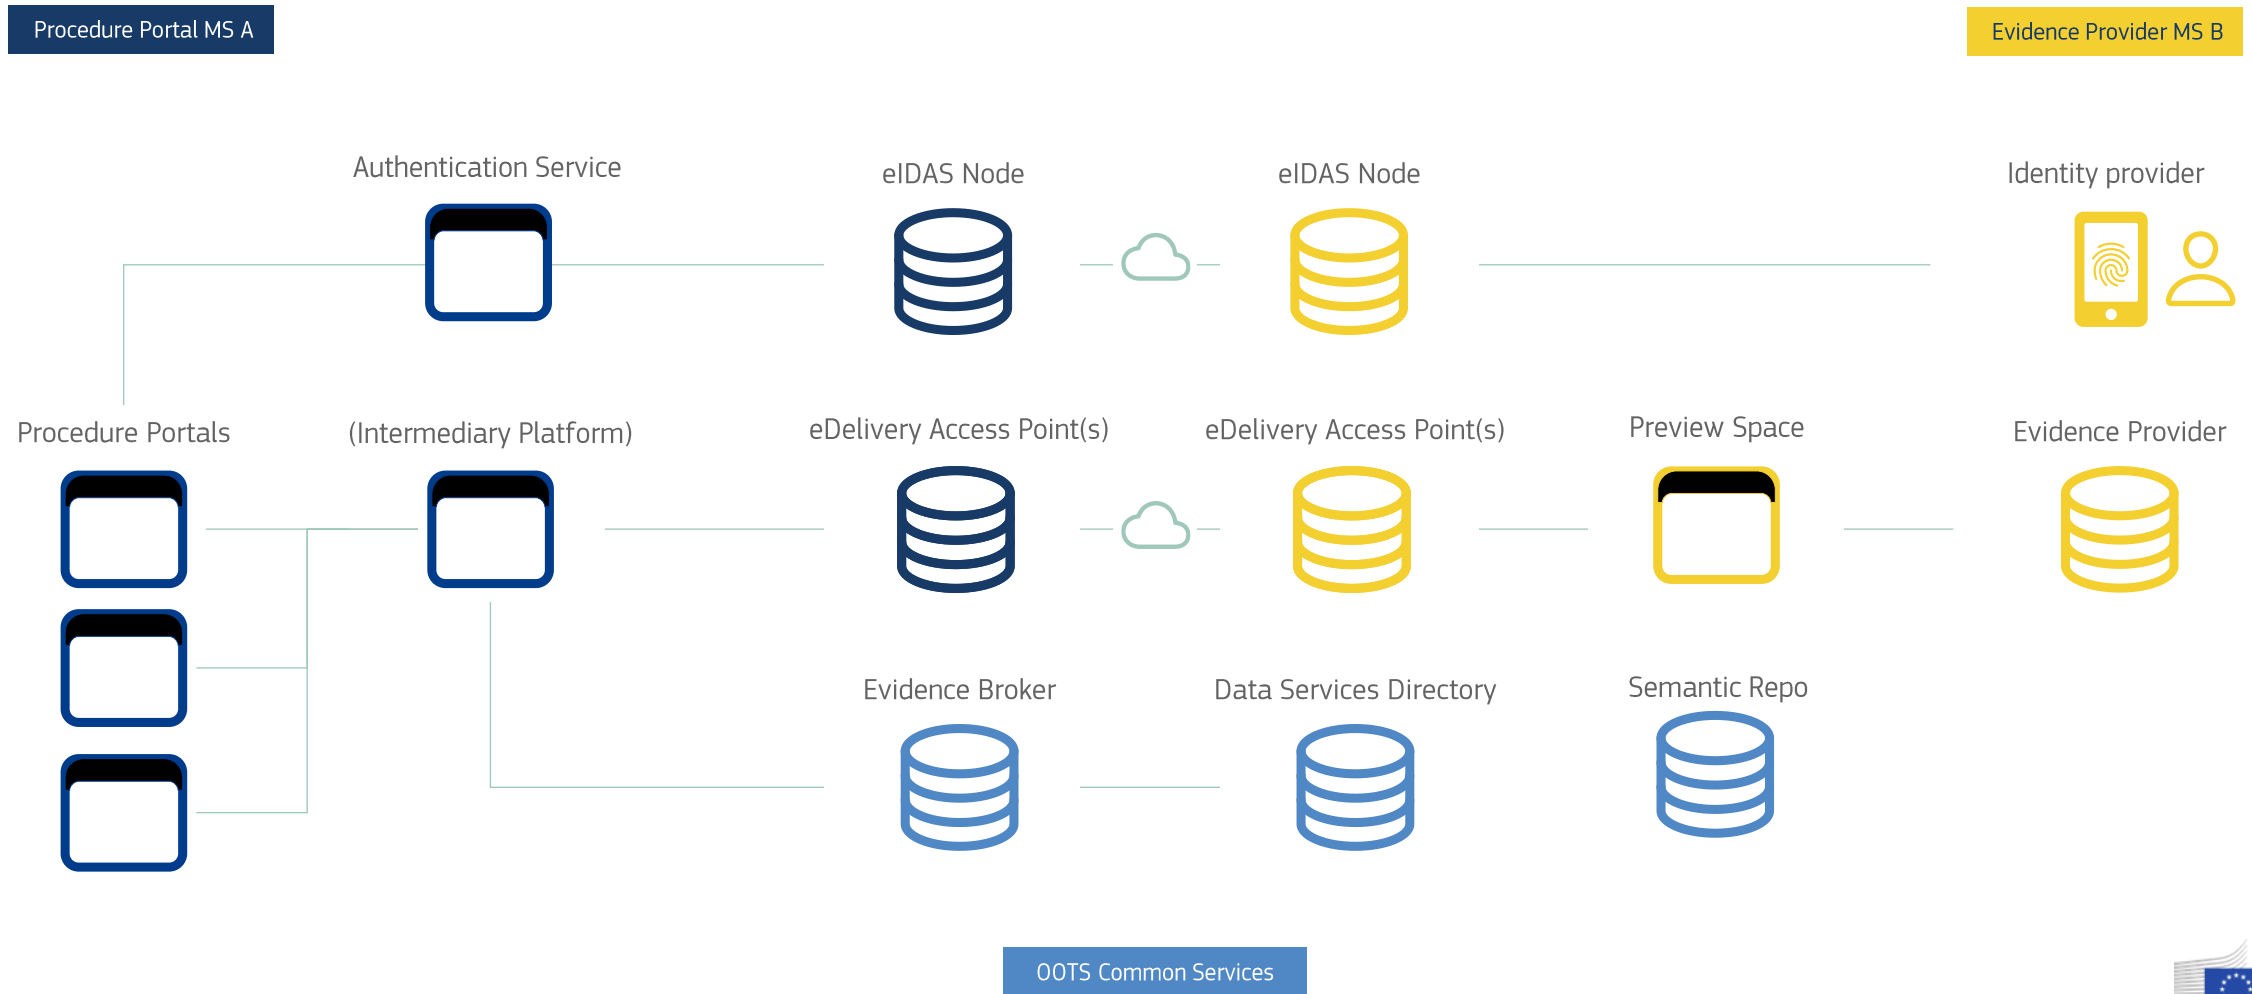 Procedure Portal MS A
Evidence Provider MS B
Authentication Service
eIDAS Node
eIDAS Node
Identity provider
Procedure Portals
(Intermediary Platform)
eDelivery Access Point(s)
eDelivery Access Point(s)
Preview Space
Evidence Provider
Evidence Broker
Data Services Directory
Semantic Repo
OOTS Common Services